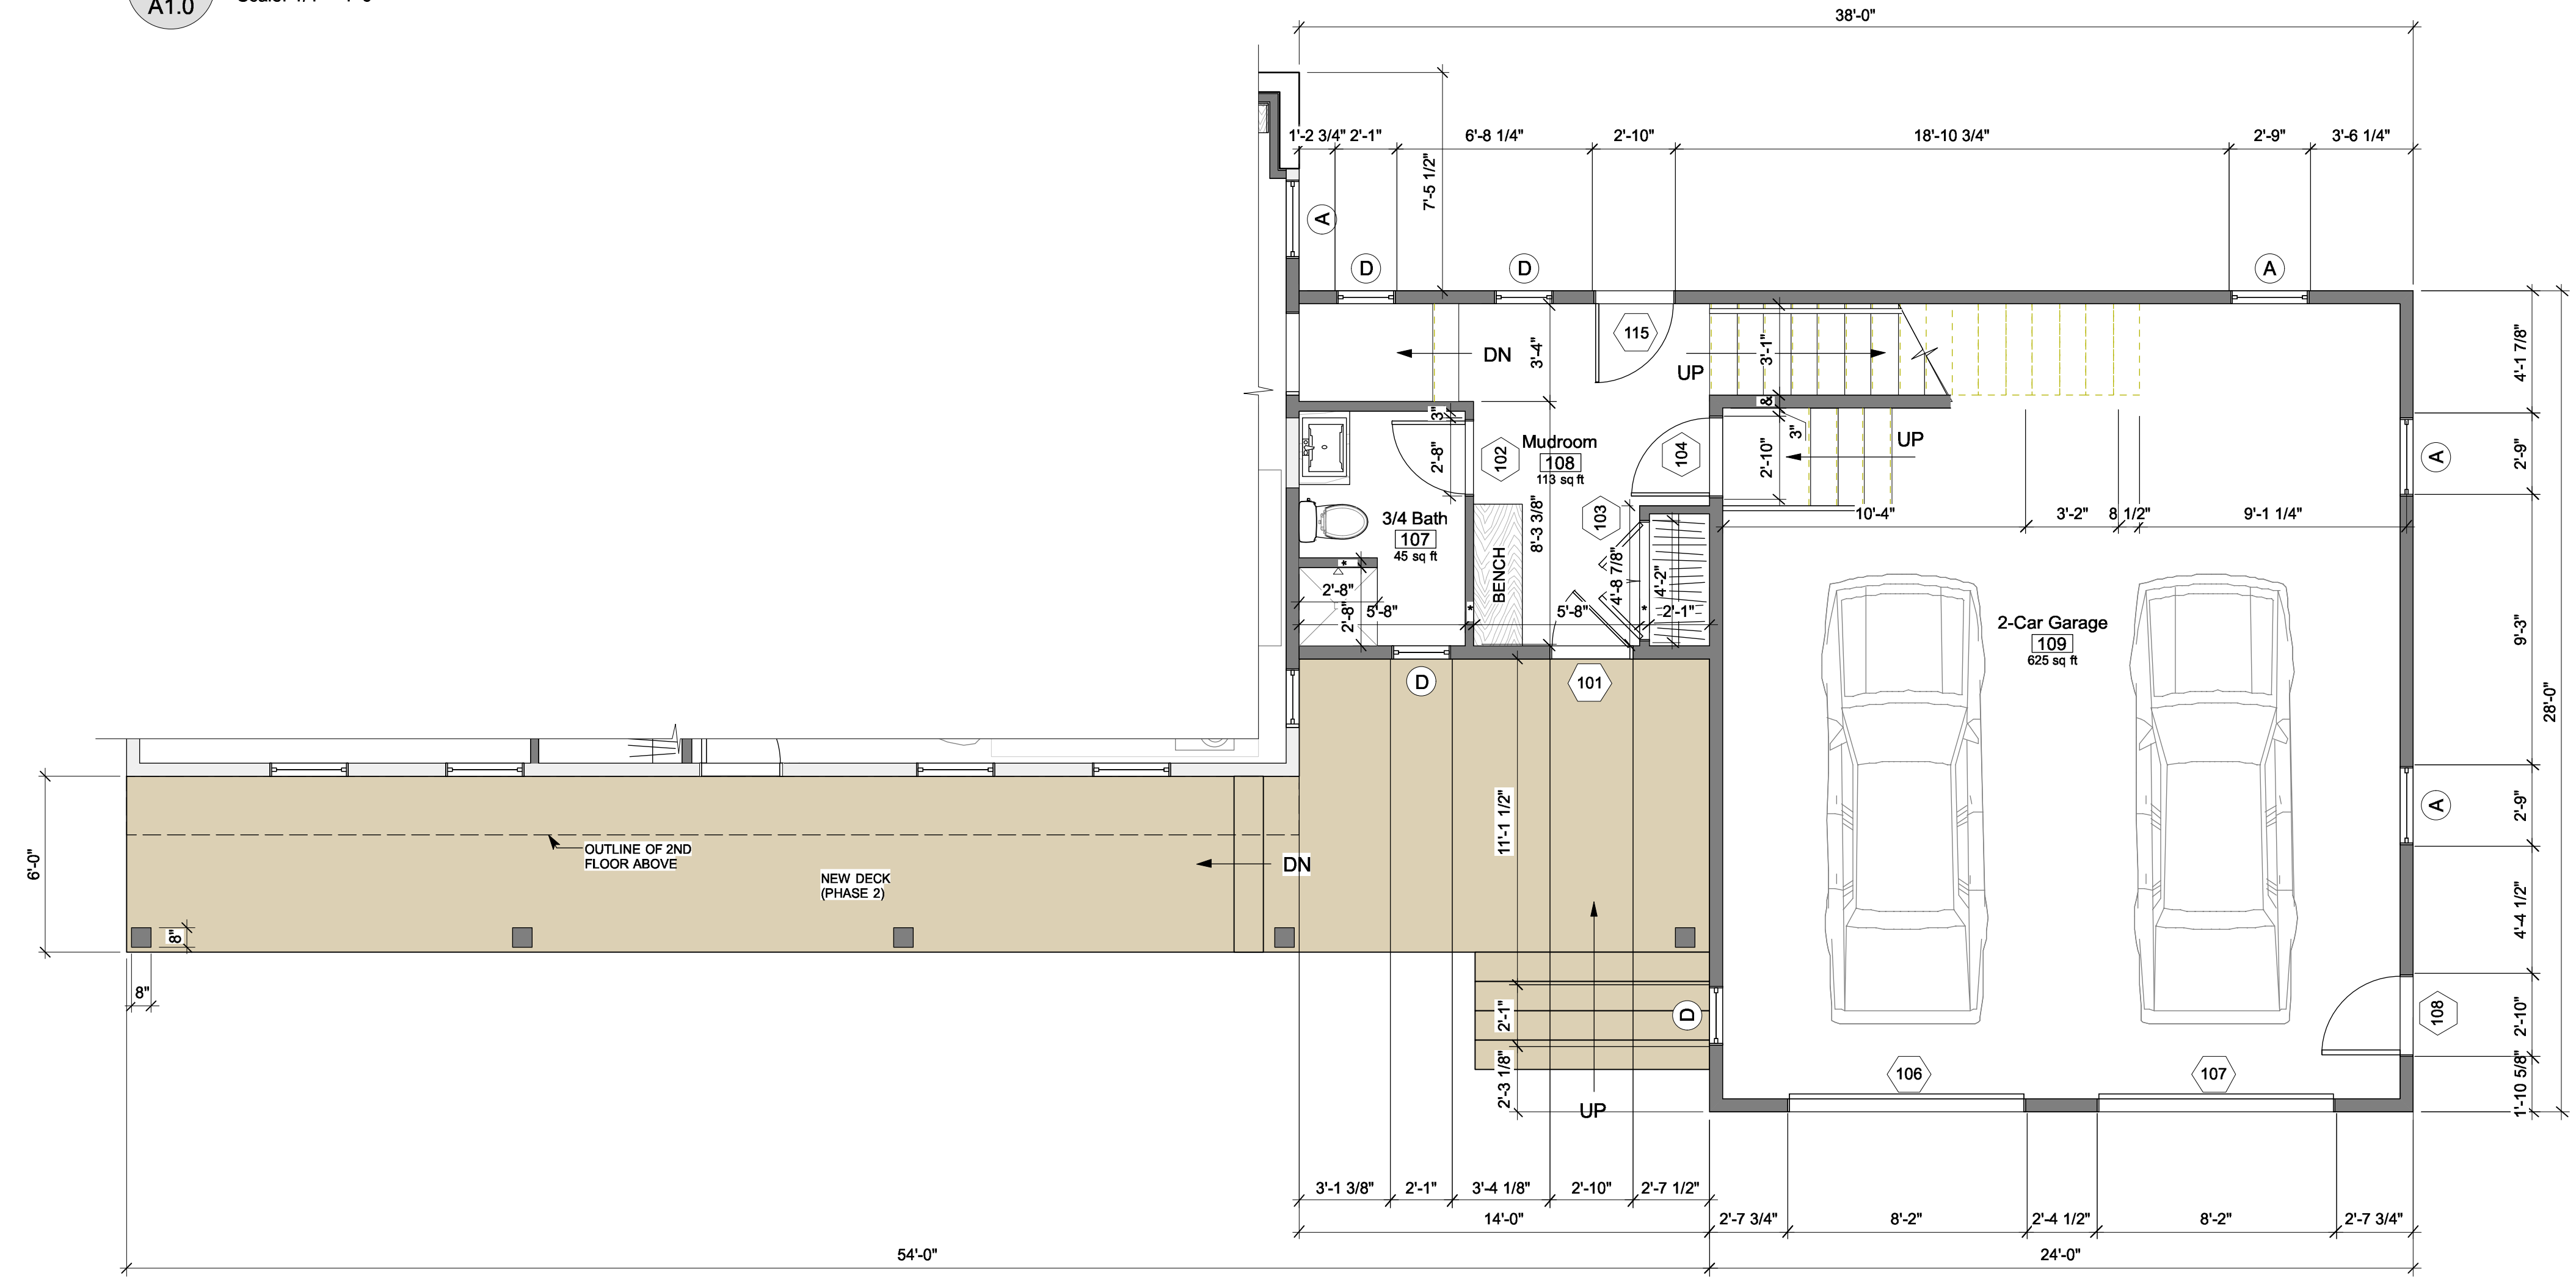 A1.0
38'-0"
1'-2 3/4" 2'-1" 6'-8 1/4" 2'-10" 18'-10 3/4" 2'-9" 3'-6 1/4"
7'-5 1/2"
A
D D A
115
DN
3'-4"
UP
3'-1"
4'-1 7/8"
&
3"
3"
102
Mudroom
108
113 sq ft
104
2'-8"
2'-10"
UP
A
2'-9"
3/4 Bath
107
45 sq ft
103
8'-3 3/8"
10'-4" 3'-2" 8 1/2" 9'-1 1/4"
*
BENCH
4'-8 7/8"
4'-2"
2'-8"
2'-8"
5'-8"
*
5'-8"
*
2'-1"
2-Car Garage
109
625 sq ft
9'-3"
28'-0"
D
101
A
2'-9"
11'-1 1/2"
OUTLINE OF 2ND
FLOOR ABOVE
DN
6'-0"
NEW DECK
(PHASE 2)
4'-4 1/2"
8"
8"
2'-1"
D
108
2'-10"
106
107
2'-3 1/8"
1'-10 5/8"
UP
3'-1 3/8" 2'-1" 3'-4 1/8" 2'-10" 2'-7 1/2"
14'-0" 2'-7 3/4" 8'-2" 2'-4 1/2" 8'-2" 2'-7 3/4"
54'-0" 24'-0"